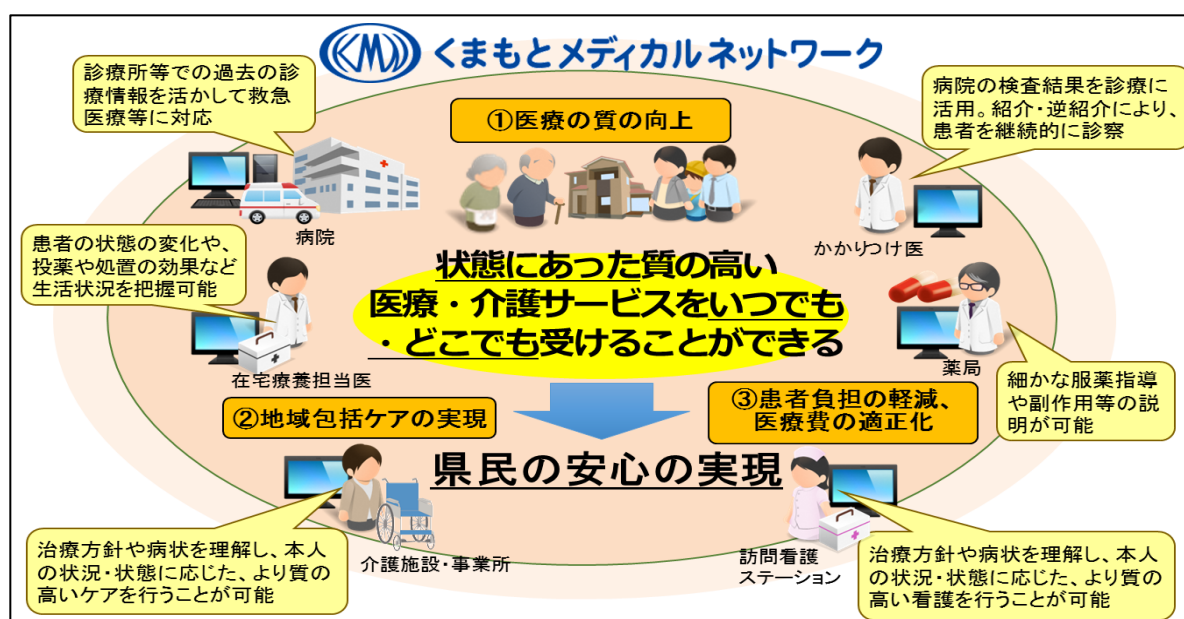 KMN くまもとメディカルネットワーク
診療所等での過去の診
療情報を活かして救急
医療等に対応
①医療の質の向上
病院の検査結果を診療に
活用。紹介・逆紹介により、
患者を継続的に診察
病院
かかりつけ医
患者の状態の変化や、
投薬や処置の効果など
生活状況を把握可能
状態にあった質の高い
医療・介護サービスをいつでも
・どこでも受けることができる
在宅療養担当医
薬局
細かな服薬指導
や副作用等の説
明が可能
②地域包括ケアの実現
③患者負担の軽減、
医療費の適正化
県民の安心の実現
治療方針や病状を理解し、本人
の状況・状態に応じた、より質の
高いケアを行うことが可能
介護施設・事業所
訪問看護
ステーション
治療方針や病状を理解し、本人
の状況・状態に応じた、より質の
高い看護を行うことが可能